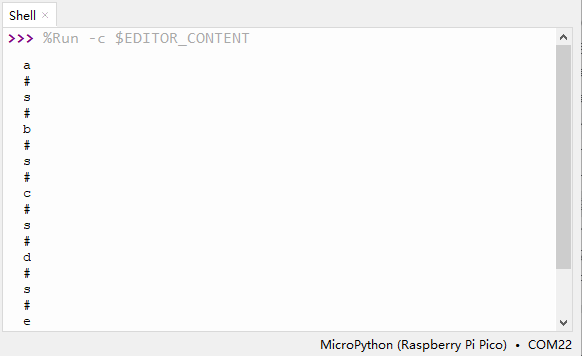 Shell ×
>>> %Run -c $EDITOR_CONTENT
a
#
s
#
b
#
s
#
c
#
s
#
d
#
s
#
e
MicroPython (Raspberry Pi Pico) • COM22